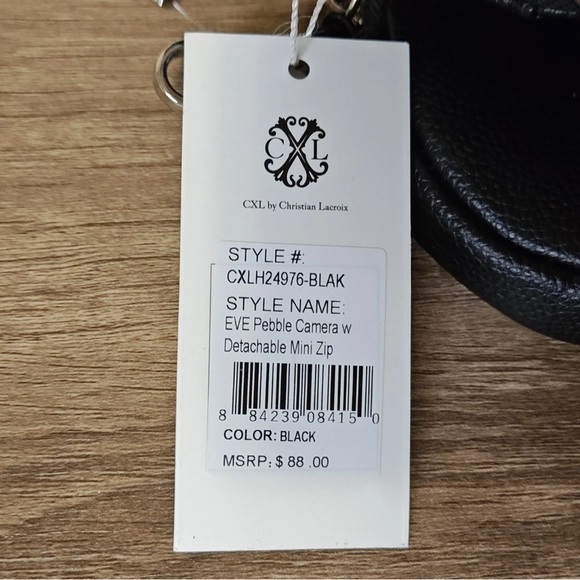 CXL
CXL by Christian Lacroix
STYLE #:
CXLH24976-BLAK
STYLE NAME:
EVE Pebble Camera w
Detachable Mini Zip
8 84239 08415 0
COLOR: BLACK
MSRP: $ 88 .00